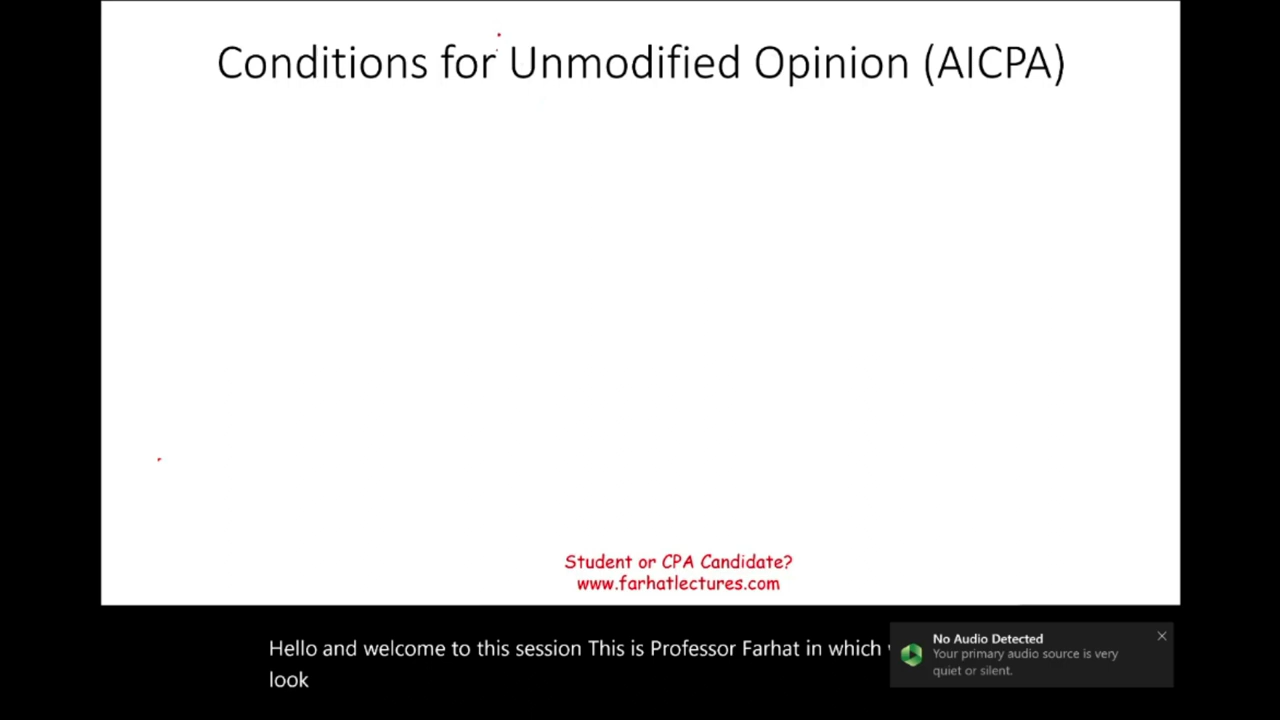 Conditions for Unmodified Opinion (AICPA)
Student or CPA Candidate?
www.farhatlectures.com
Hello and welcome to this session This is Professor Farhat in which
look
No Audio Detected
Your primary audio source is very
quiet or silent.